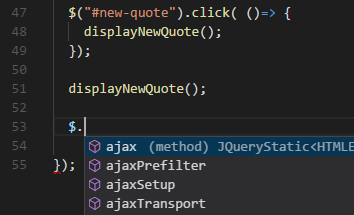 47 $("#new-quote").click( ()=> {
48 displayNewQuote();
49 });
50
51 displayNewQuote();
52
53 $.
54 ajax (method) JQueryStatic<HTMLE
55 }); ajaxPrefilter
ajaxSetup
ajaxTransport